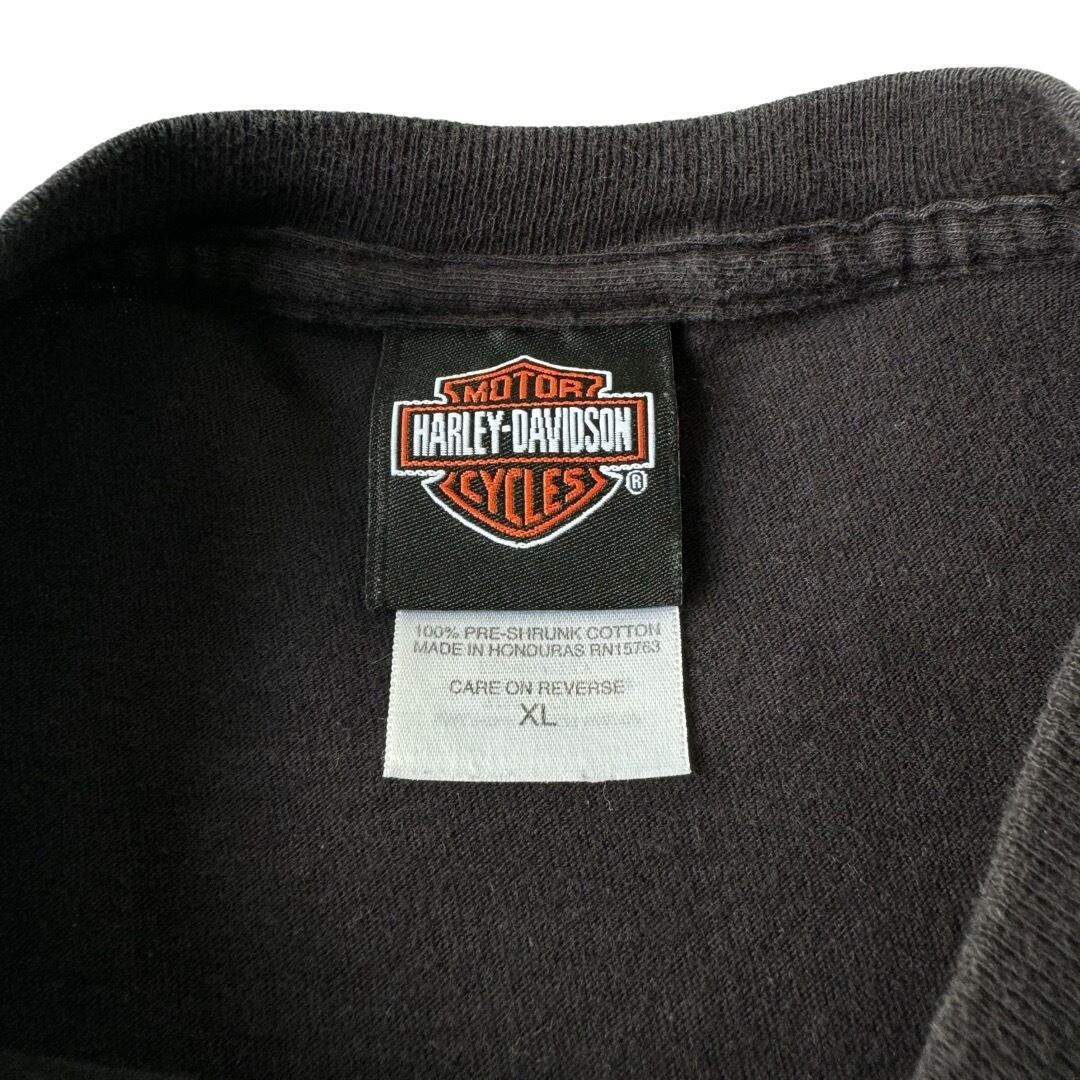 MOTOR
HARLEY-DAVIDSON
CYCLES
®
100% PRE-SHRUNK COTTON
MADE IN HONDURAS RN15763
CARE ON REVERSE
XL